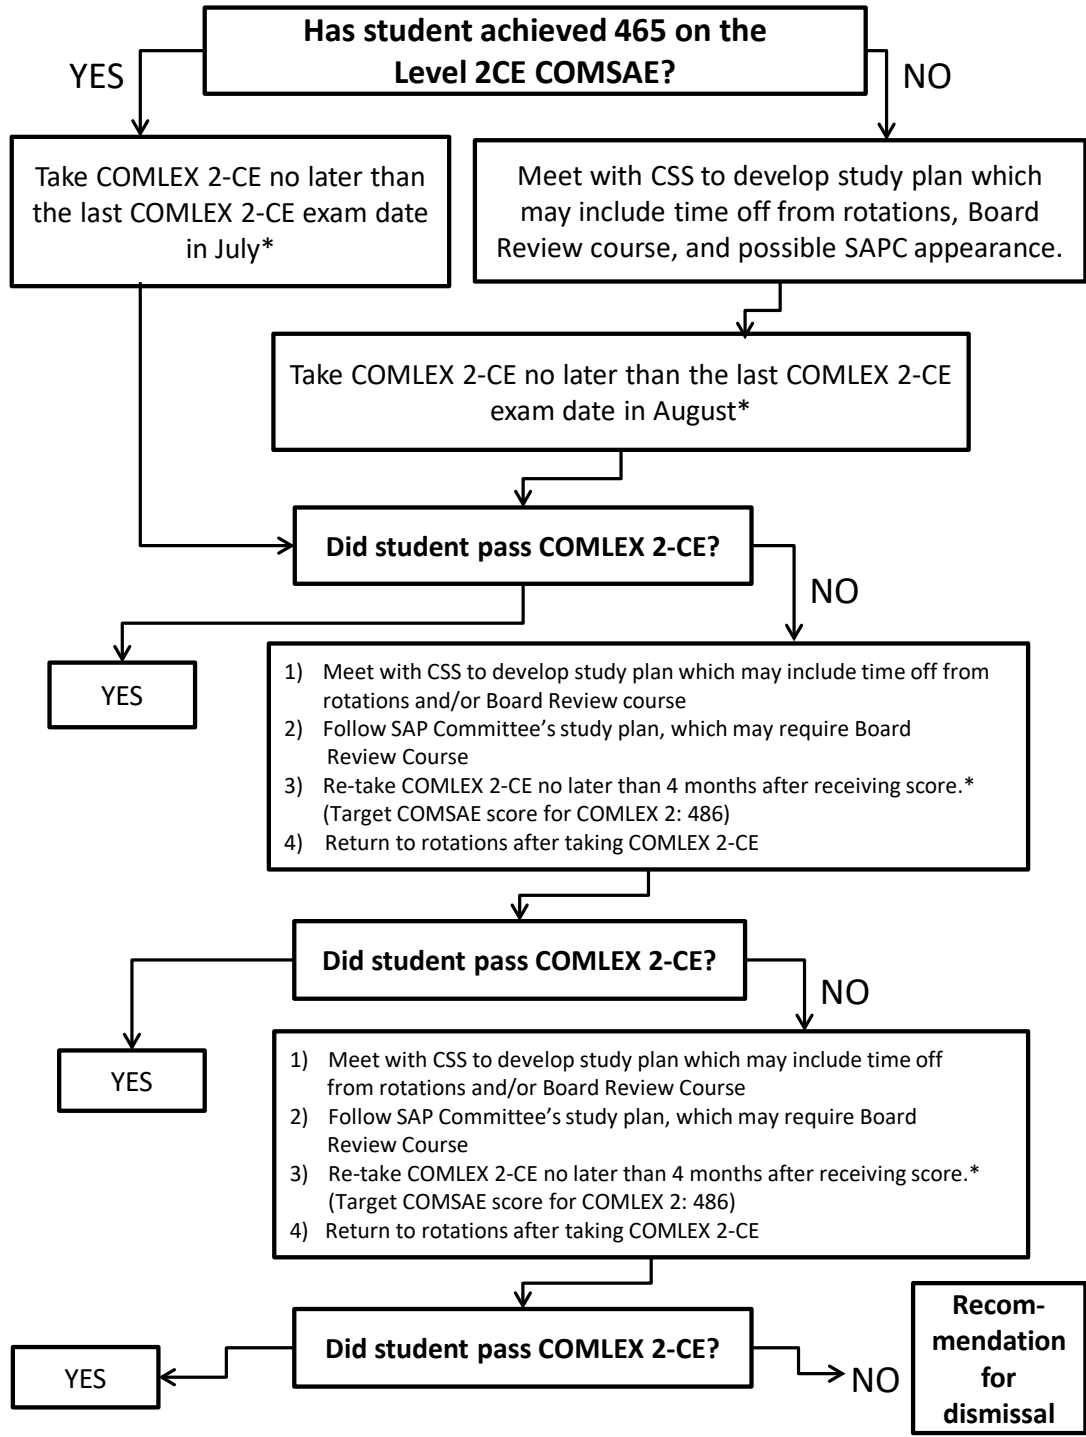 Has student achieved 465 on the
Level 2CE COMSAE?
YES
NO
Take COMLEX 2-CE no later than
the last COMLEX 2-CE exam date
in July*
Meet with CSS to develop study plan which
may include time off from rotations, Board
Review course, and possible SAPC appearance.
Take COMLEX 2-CE no later than the last COMLEX 2-CE
exam date in August*
Did student pass COMLEX 2-CE?
NO
YES
1) Meet with CSS to develop study plan which may include time off from
rotations and/or Board Review course
2) Follow SAP Committee’s study plan, which may require Board
Review Course
3) Re-take COMLEX 2-CE no later than 4 months after receiving score.*
(Target COMSAE score for COMLEX 2: 486)
4) Return to rotations after taking COMLEX 2-CE
Did student pass COMLEX 2-CE?
NO
YES
1) Meet with CSS to develop study plan which may include time off
from rotations and/or Board Review Course
2) Follow SAP Committee’s study plan, which may require Board
Review Course
3) Re-take COMLEX 2-CE no later than 4 months after receiving score.*
(Target COMSAE score for COMLEX 2: 486)
4) Return to rotations after taking COMLEX 2-CE
Did student pass COMLEX 2-CE?
YES
NO
Recom-
mendation
for
dismissal